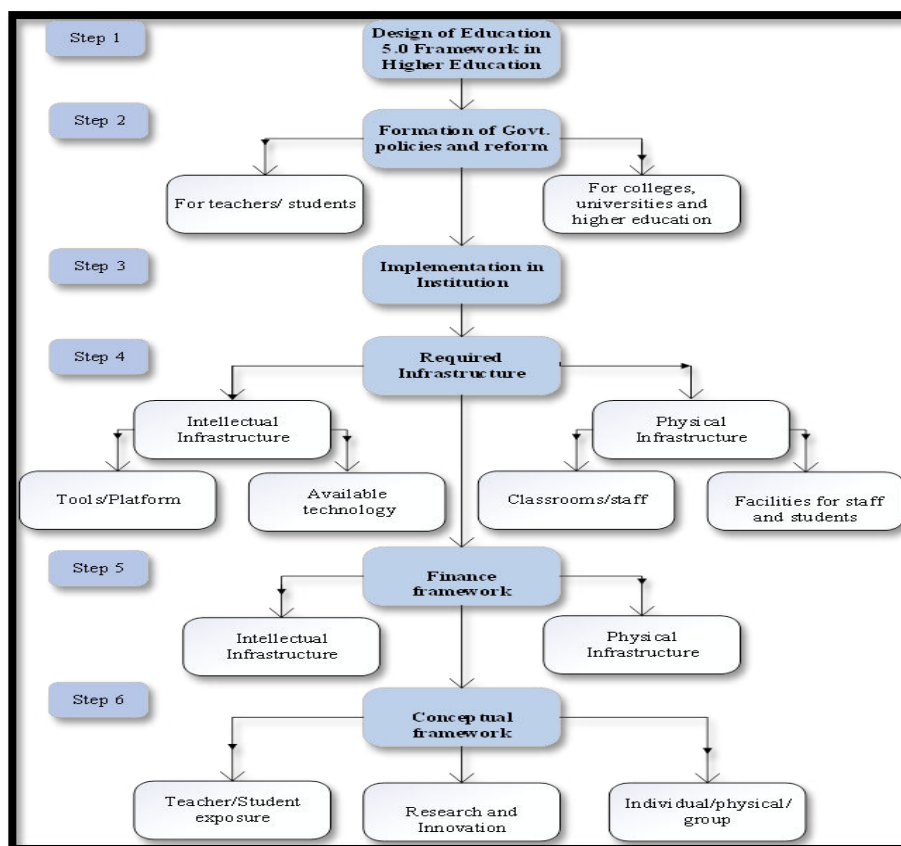 Step 1
Design of Education
5.0 Framework in
Higher Education
Step 2
Formation of Govt.
policies and reform
For teachers/ students
For colleges,
universities and
higher education
Step 3
Implementation in
Institution
Step 4
Required
Infrastructure
Intellectual
Infrastructure
Physical
Infrastructure
Tools/Platform
Available
technology
Classrooms/staff
Facilities for staff
and students
Step 5
Finance
framework
Intellectual
Infrastructure
Physical
Infrastructure
Step 6
Conceptual
framework
Teacher/Student
exposure
Research and
Innovation
Individual/physical/
group